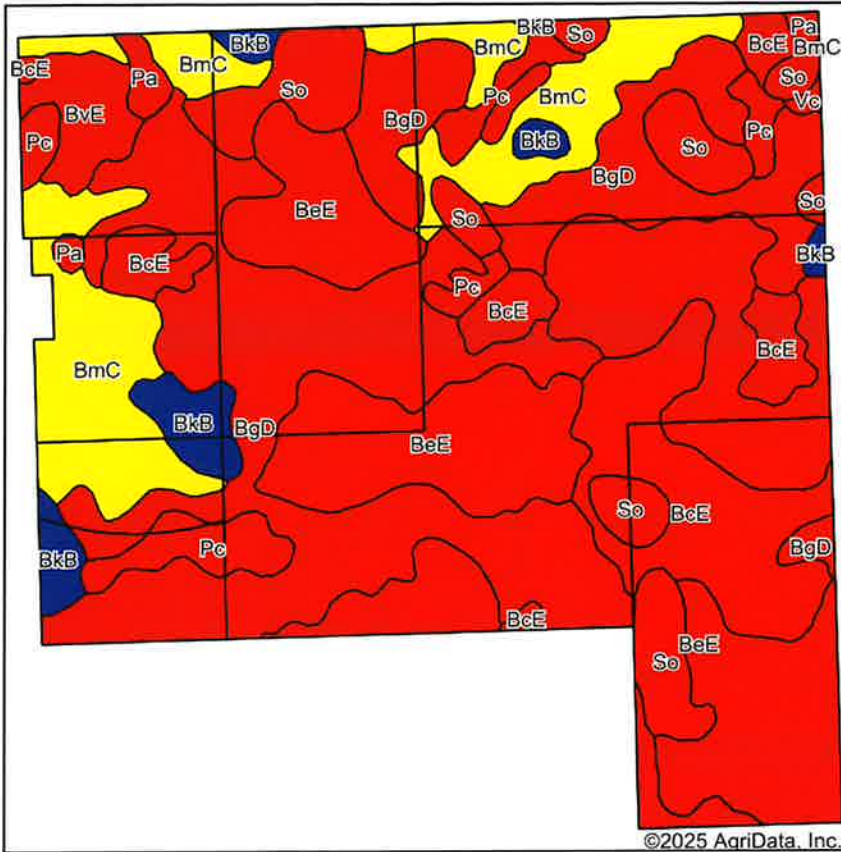 BkB
BkB
So
Pa
BcE
BmC
BcE
Pa
BmC
BmC
So
So
Pc
BmC
Vc
BvE
BgD
Pc
Pc
BkB
So
BgD
BeE
So
So
Pa
BcE
BkB
Pc
BcE
BcE
BmC
BkB
BgD
BeE
So
BcE
Pc
BgD
BkB
BcE
BeE
So
©2025 AgriData, Inc.